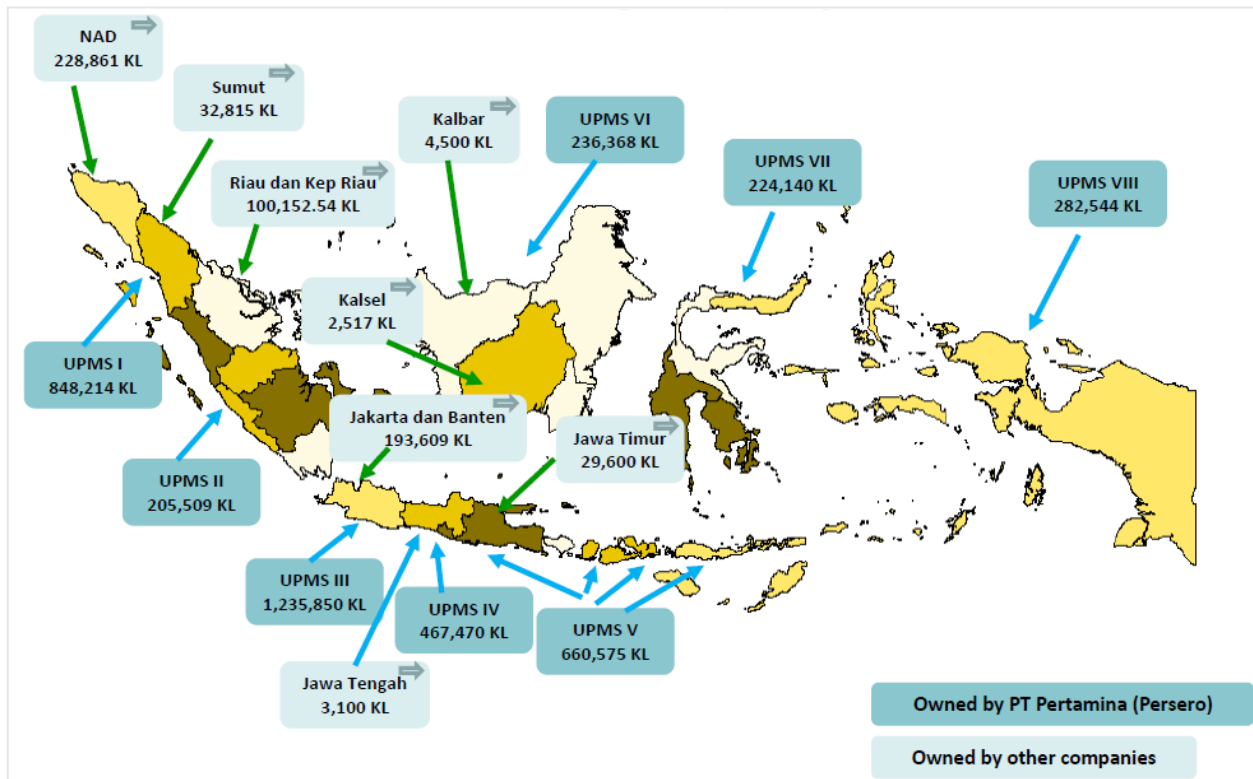 NAD
228,861 KL
Sumut
32,815 KL
Kalbar
4,500 KL
UPMS VI
236,368 KL
UPMS VII
224,140 KL
UPMS VIII
282,544 KL
Riau dan Kep Riau
100,152.54 KL
Kalsel
2,517 KL
UPMS I
848,214 KL
Jakarta dan Banten
193,609 KL
Jawa Timur
29,600 KL
UPMS II
205,509 KL
UPMS III
1,235,850 KL
UPMS IV
467,470 KL
UPMS V
660,575 KL
Jawa Tengah
3,100 KL
Owned by PT Pertamina (Persero)
Owned by other companies